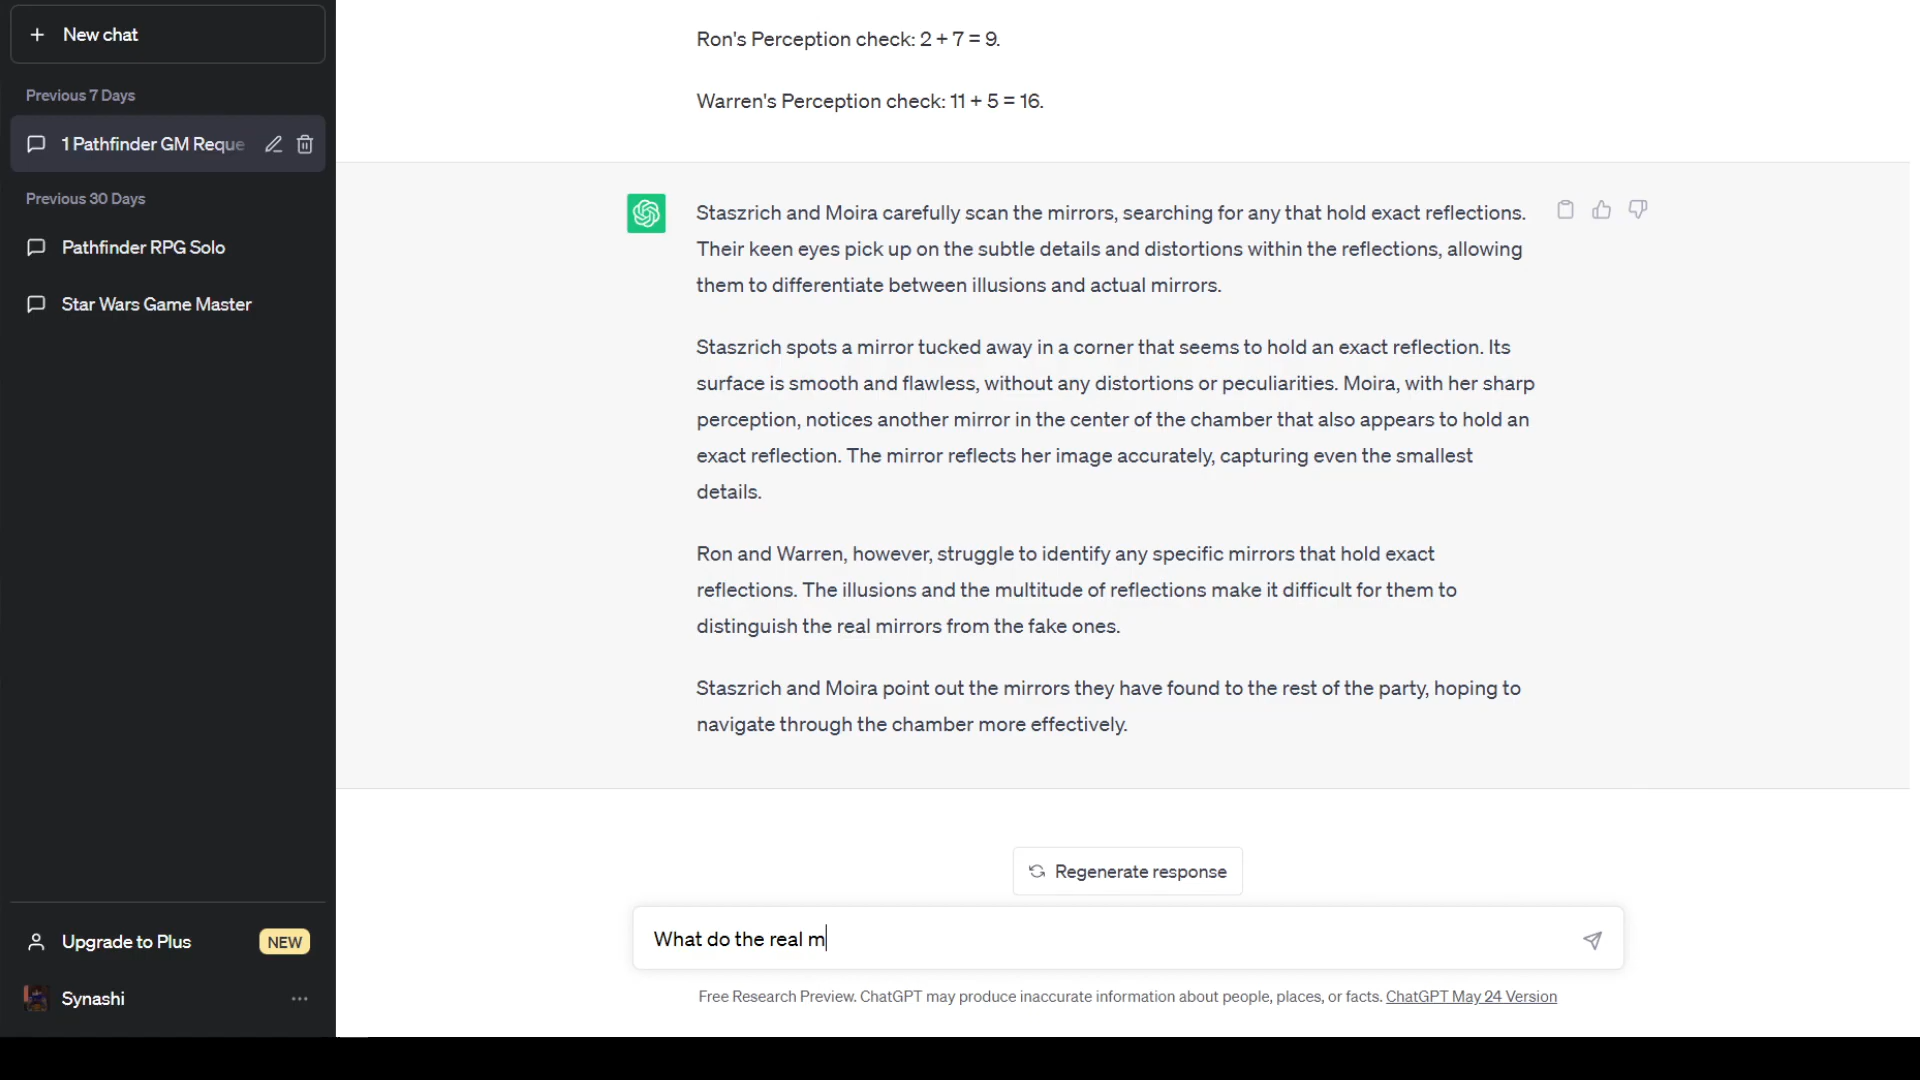 New chat
Previous 7 Days
1 Pathfinder GM Reque
Previous 30 Days
Pathfinder RPG Solo
Star Wars Game Master
Upgrade to Plus
NEW
Synashi
Ron's Perception check: 2 + 7 = 9.
Warren's Perception check: 11 + 5 = 16.
Staszrich and Moira carefully scan the mirrors, searching for any that hold exact reflections.
Their keen eyes pick up on the subtle details and distortions within the reflections, allowing
them to differentiate between illusions and actual mirrors.
Staszrich spots a mirror tucked away in a corner that seems to hold an exact reflection. Its
surface is smooth and flawless, without any distortions or peculiarities. Moira, with her sharp
perception, notices another mirror in the center of the chamber that also appears to hold an
exact reflection. The mirror reflects her image accurately, capturing even the smallest
details.
Ron and Warren, however, struggle to identify any specific mirrors that hold exact
reflections. The illusions and the multitude of reflections make it difficult for them to
distinguish the real mirrors from the fake ones.
Staszrich and Moira point out the mirrors they have found to the rest of the party, hoping to
navigate through the chamber more effectively.
Regenerate response
What do the real m
Free Research Preview. ChatGPT may produce inaccurate information about people, places, or facts. ChatGPT May 24 Version